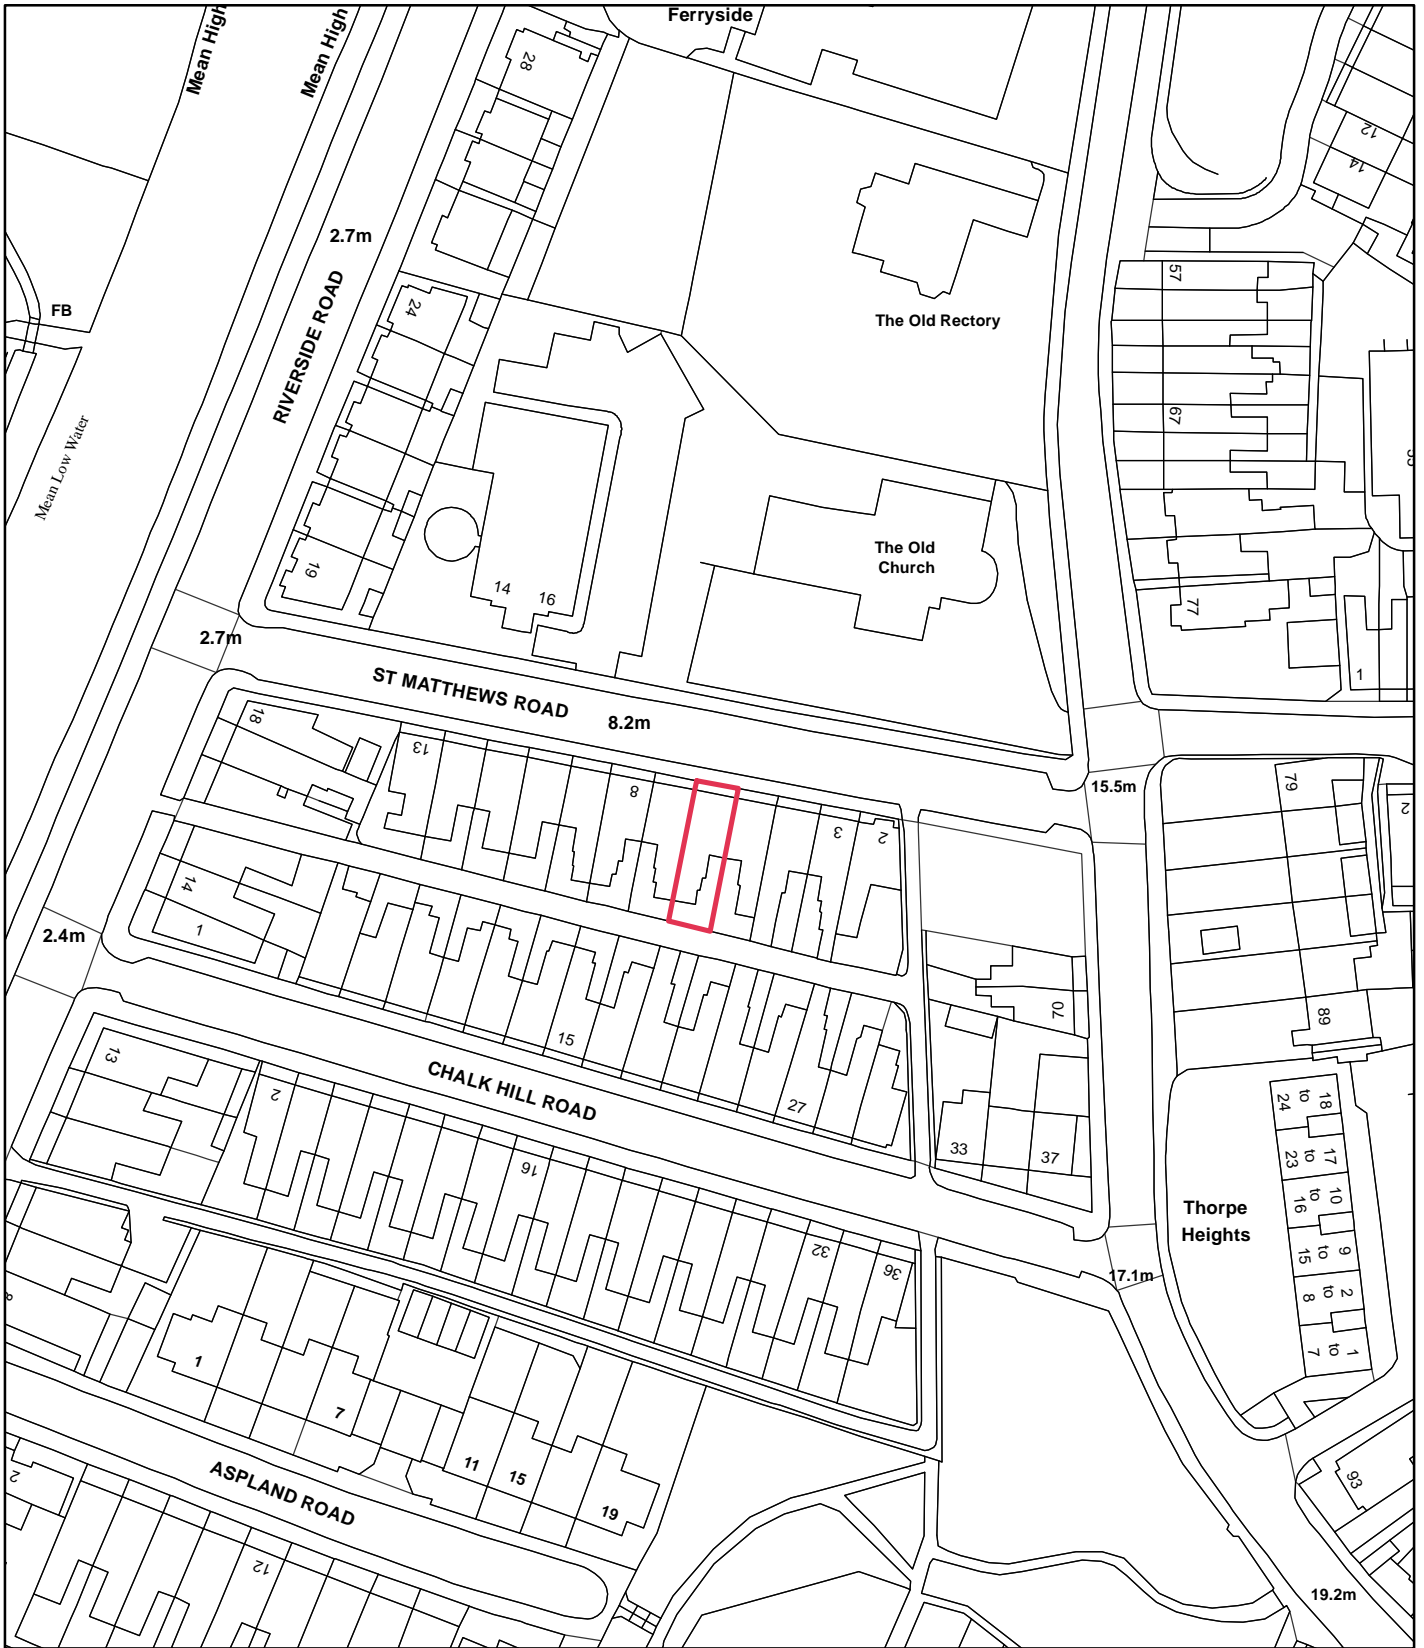 Ferryside
Mean High
Mean High
28
12
14
2.7m
RIVERSIDE ROAD
FB
24
The Old Rectory
57
67
Mean Low Water
The Old
Church
19
14
16
77
1
2.7m
ST MATTHEWS ROAD
8.2m
18
13
8
3
2
15.5m
79
2
14
1
2.4m
15
27
70
89
13
CHALK HILL ROAD
2
16
32
36
33
37
18
to
24
17
to
23
10
to
16
9
to
15
2
to
8
1
to
7
Thorpe
Heights
17.1m
1
7
11
15
19
ASPLAND ROAD
2
12
93
19.2m